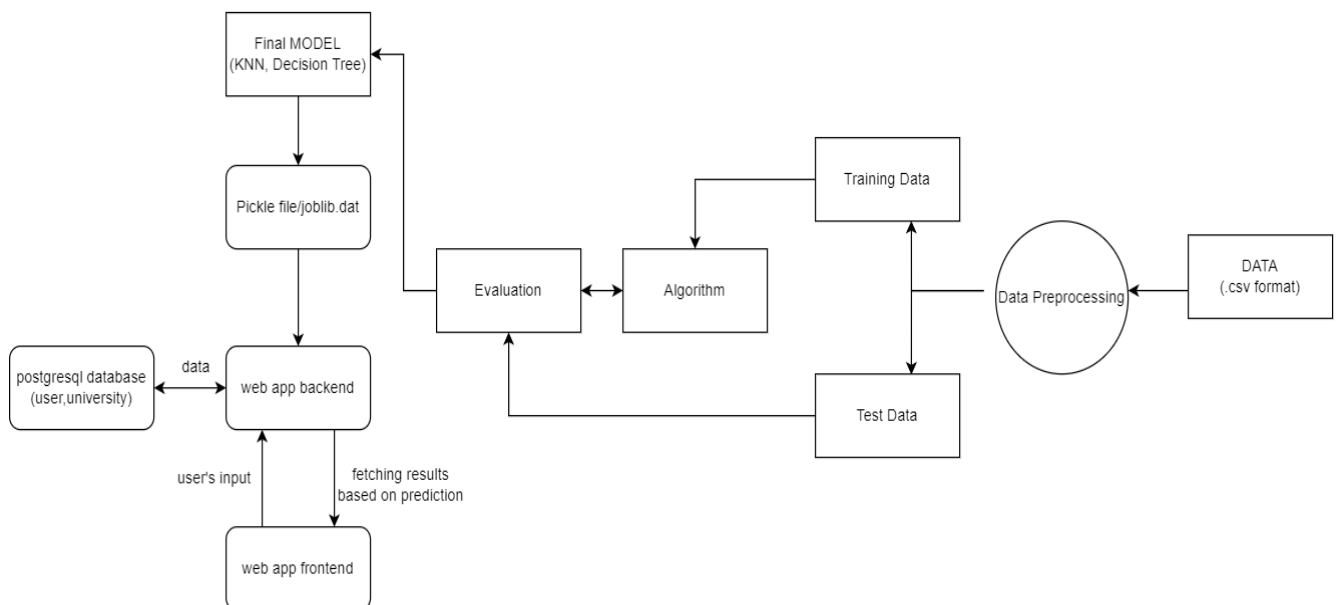 Final MODEL
(KNN, Decision Tree)
Pickle file/joblib.dat
Training Data
Evaluation
Algorithm
Data Preprocessing
DATA
(.csv format)
postgresql database
(user,university)
data
web app backend
Test Data
user's input
fetching results
based on prediction
web app frontend